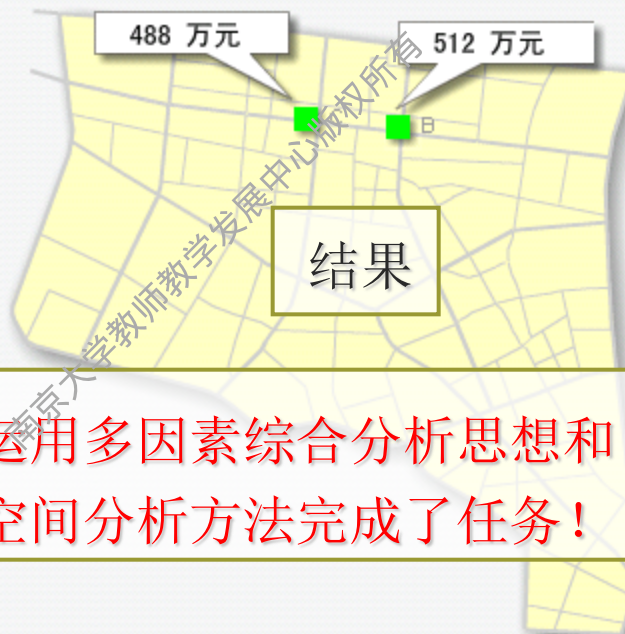 488 万元
512 万元
B
结果
运用多因素综合分析思想和
空间分析方法完成了任务！
南京大学教师教学发展中心版权所有